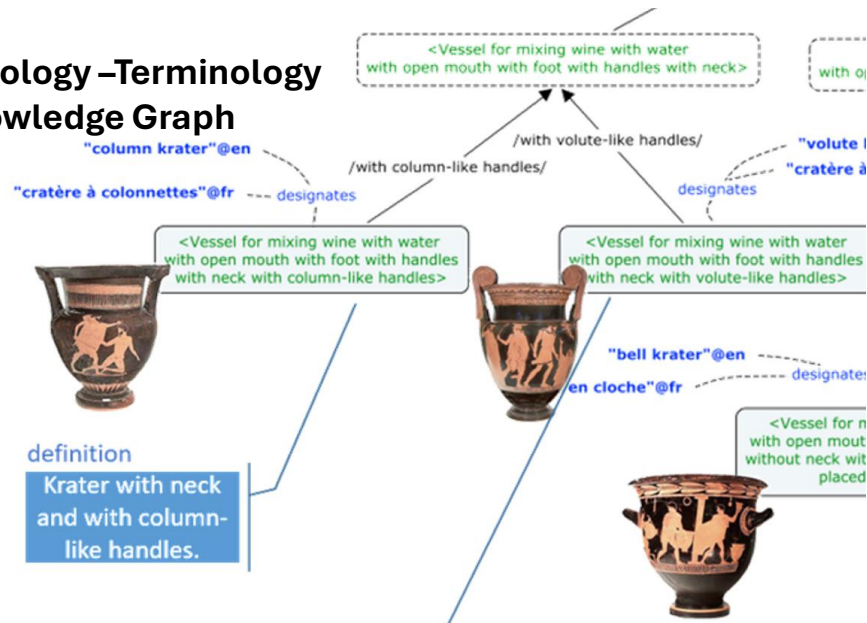 ology –Terminology
owledge Graph
<Vessel for mixing wine with water
with open mouth with foot with handles with neck>
with op
"column krater"@en
"cratère à colonnettes"@fr
designates
/with column-like handles/
/with volute-like handles/
"volute k
"cratère à
designates
<Vessel for mixing wine with water
with open mouth with foot with handles
with neck with column-like handles>
<Vessel for mixing wine with water
with open mouth with foot with handles
with neck with volute-like handles>
"bell krater"@en
en cloche"@fr
designates
<Vessel for m
with open mout
without neck wit
placed
definition
Krater with neck
and with column-
like handles.